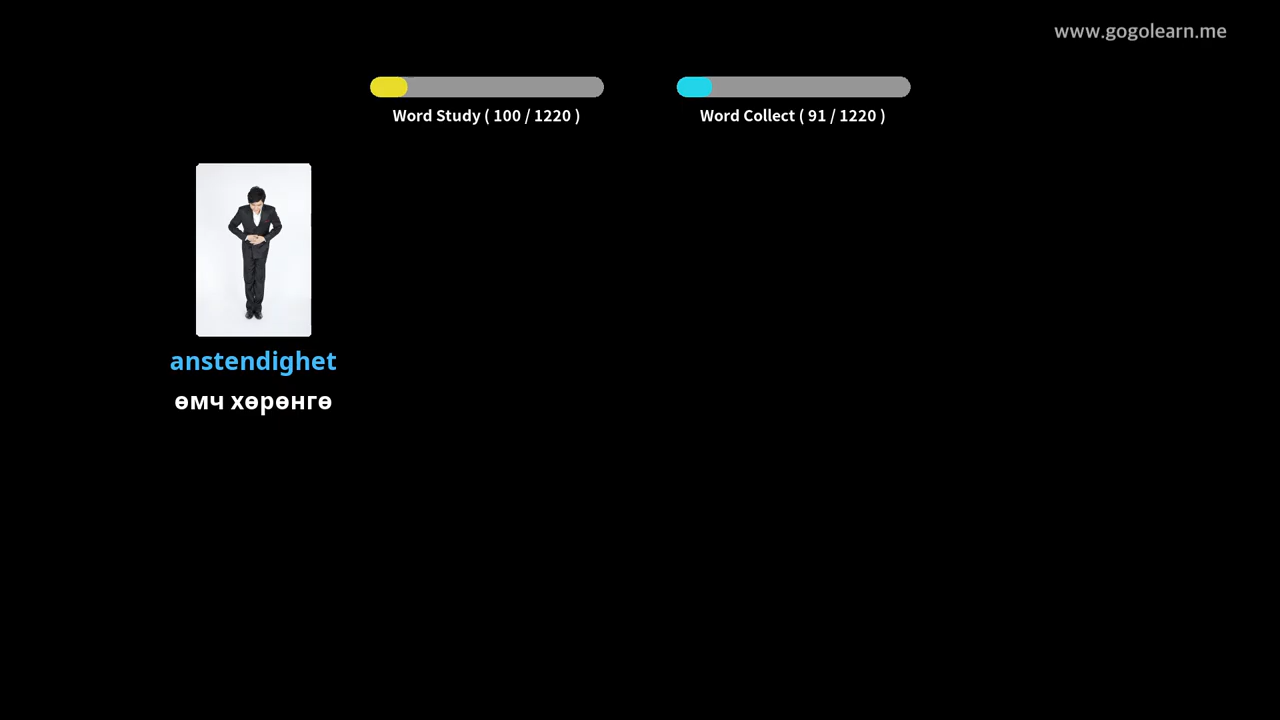 www.gogolearn.me
Word Study ( 100 / 1220 )
Word Collect ( 91 / 1220 )
anstendighet
өмч хөрөнгө